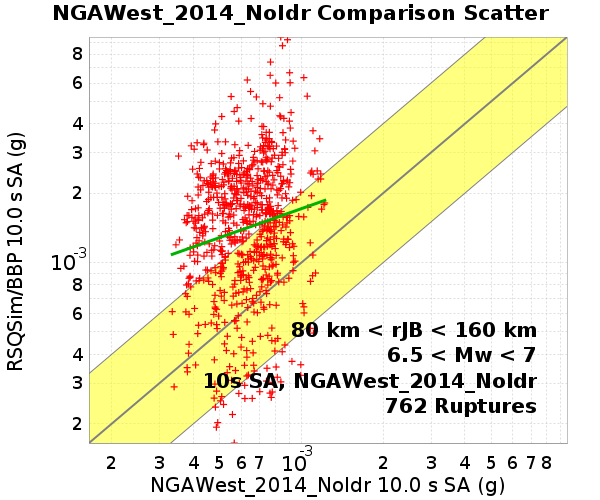 NGAWest_2014_NoIdr Comparison Scatter
RSQSim/BBP 10.0 s SA (g)
8
6
4
3
2
10-3
8
6
4
3
2
80 km < rJB < 160 km
6.5 < Mw < 7
10s SA, NGAWest_2014_NoIdr
762 Ruptures
2 3 4 5 6 7 10-3 2 3 4 5 6 7 8
NGAWest_2014_NoIdr 10.0 s SA (g)